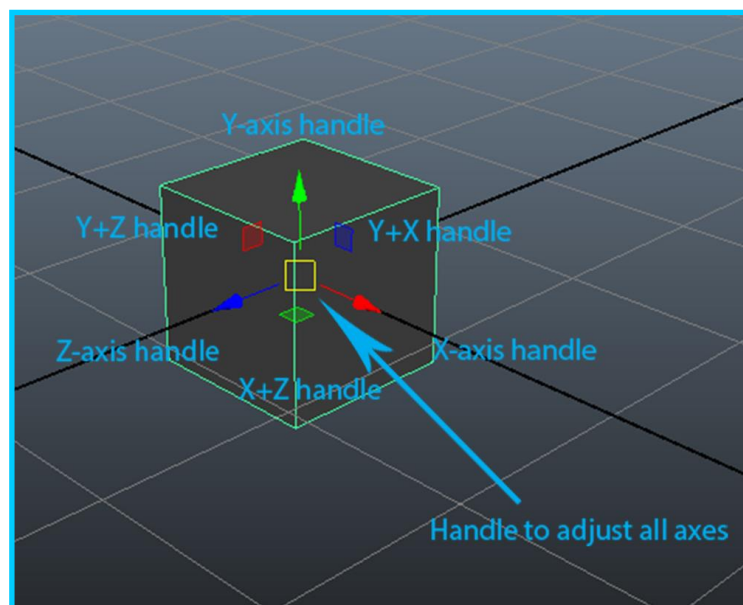 Y-axis handle
Y+Z handle
Y+X handle
Z-axis handle
X-axis handle
X+Z handle
Handle to adjust all axes